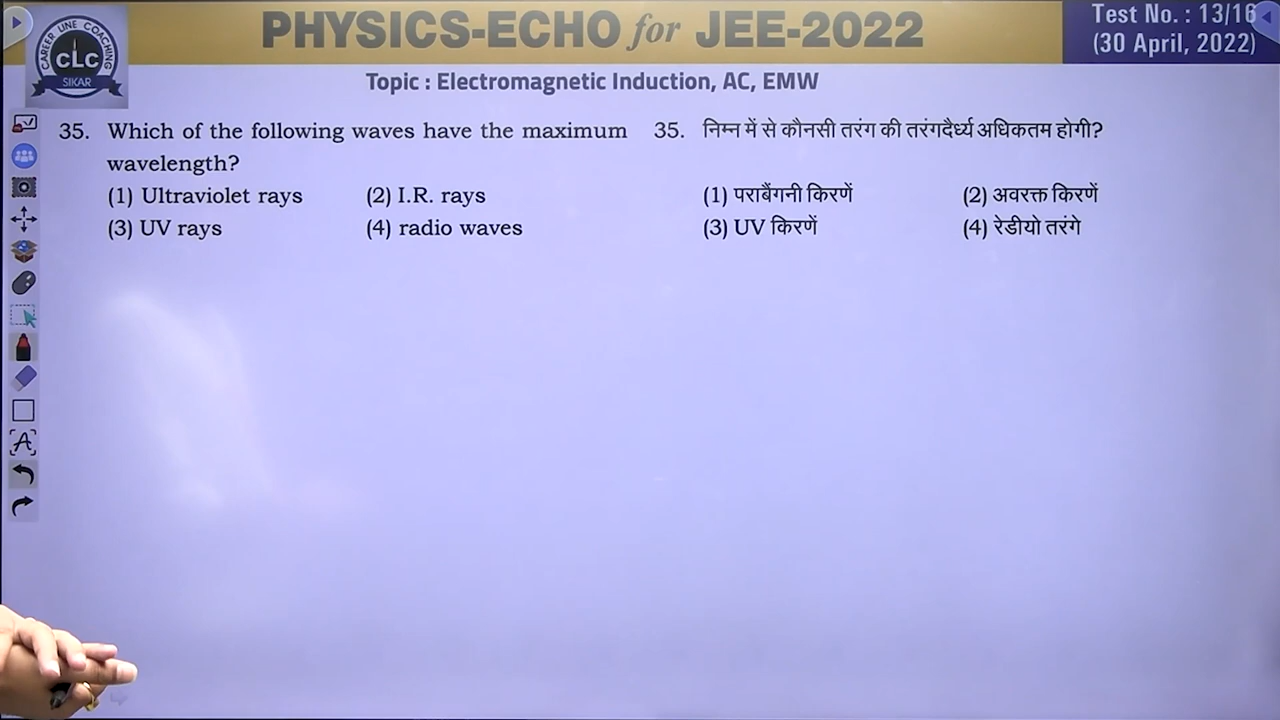 PHYSICS-ECHO for JEE-2022
Test No. : 13/16
(30 April, 2022)
CAREER LINE COACHING
CLC
SIKAR
Topic : Electromagnetic Induction, AC, EMW
35. Which of the following waves have the maximum
wavelength?
(1) Ultraviolet rays (2) I.R. rays
(3) UV rays (4) radio waves
35. निम्न में से कौनसी तरंग की तरंगदैर्ध्य अधिकतम होगी?
(1) पराबैंगनी किरणें (2) अवरक्त किरणें
(3) UV किरणें (4) रेडीयो तरंगे
A